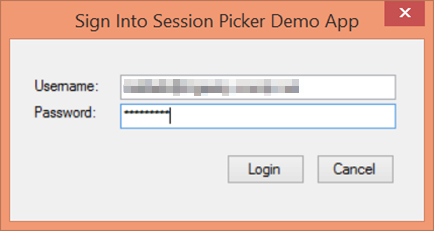 Sign Into Session Picker Demo App
Username:
Password: *********
Login Cancel